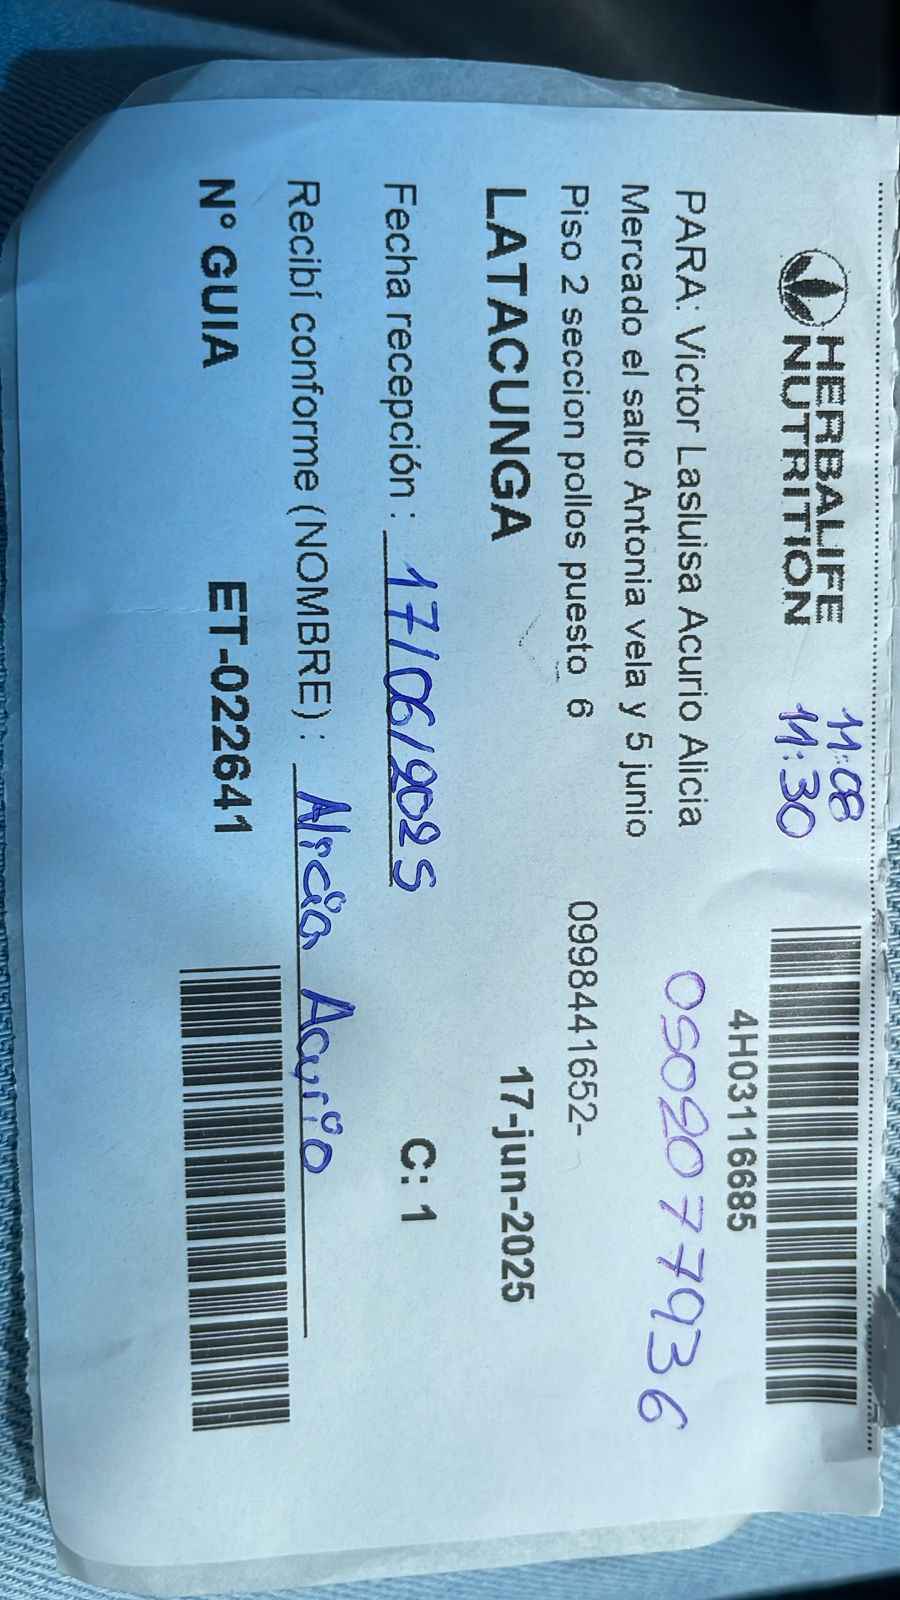 HERBALIFE
NUTRITION
11:08
11:30
4H03116685
PARA: Victor Lasluisa Acurio Alicia
0502077936
Mercado el salto Antonia vela y 5 junio
Piso 2 seccion pollos puesto 6
0998441652-
LATACUNGA
17-jun-2025
Fecha recepción : 17/06/2025
C: 1
Recibí conforme (NOMBRE) : Alicia Acurio
N° GUIA
ET-022641